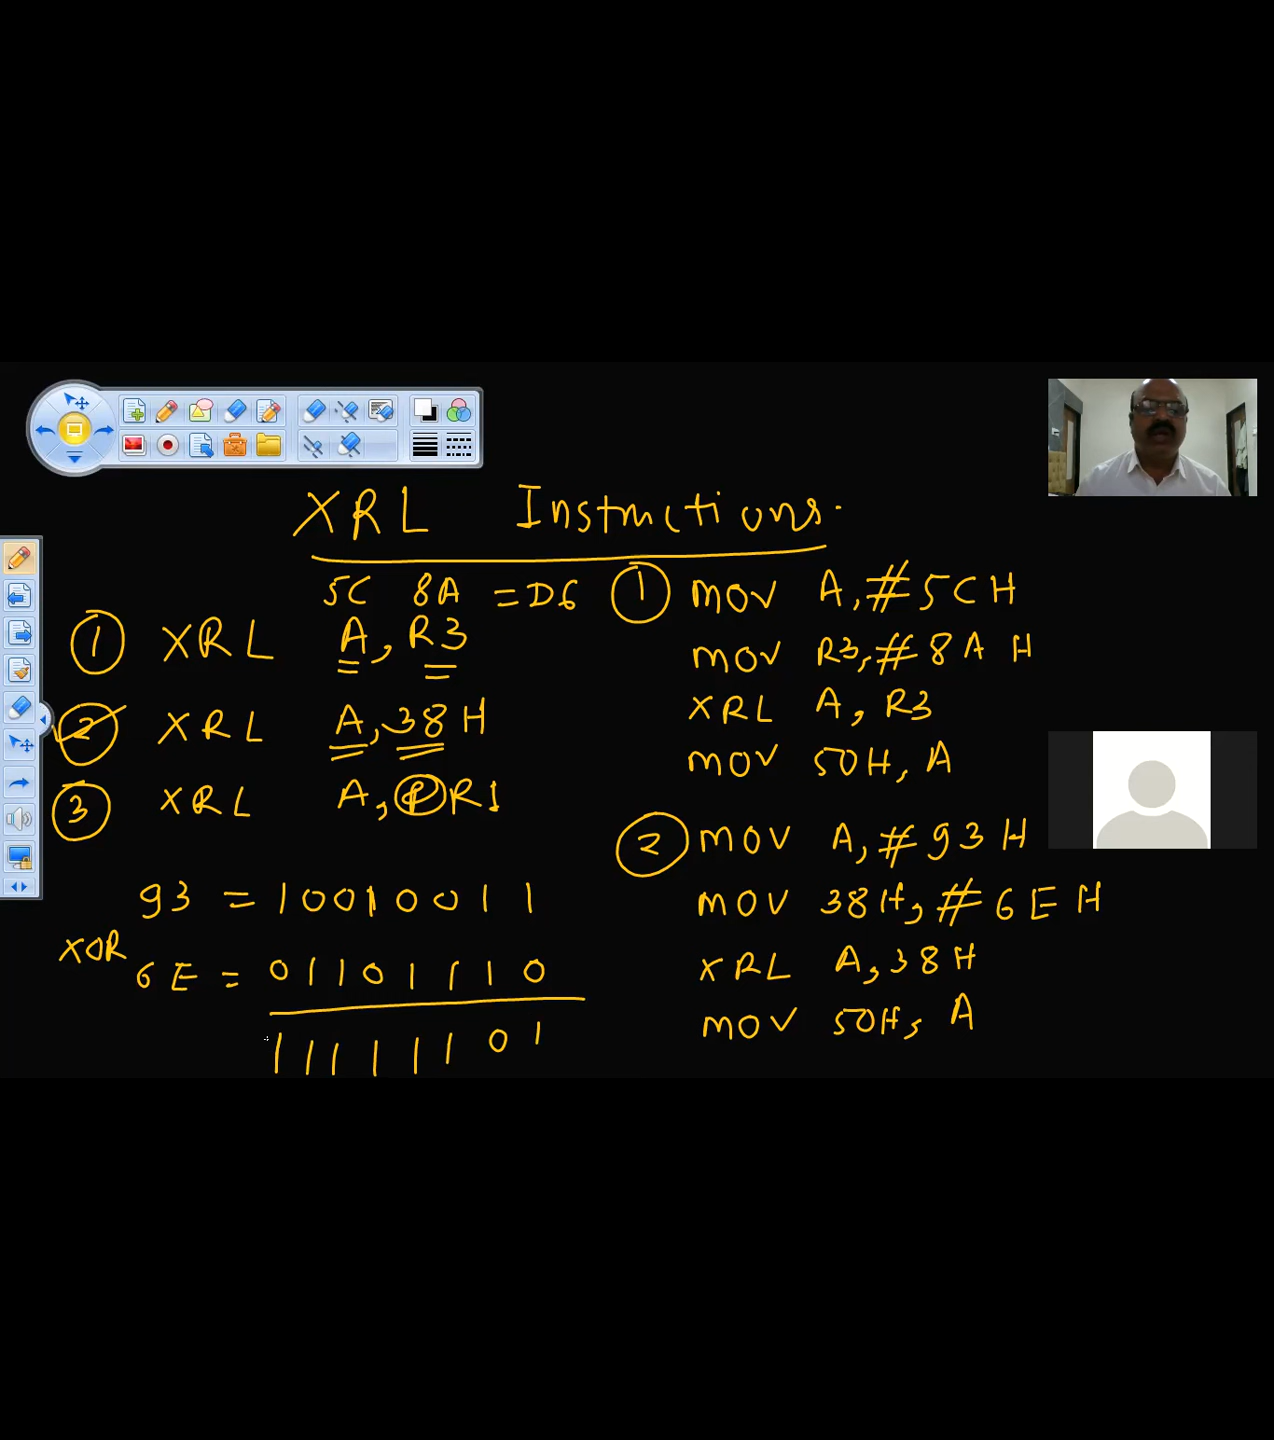 XRL Instructions.
5C 8A = D6
① XRL A, R3
② XRL A, 38H
③ XRL A, @R1
93 = 10010011
XOR
6E = 01101110
11111101
① MOV A, #5CH
MOV R3, #8AH
XRL A, R3
MOV 50H, A
② MOV A, #93H
MOV 38H, #6EH
XRL A, 38H
MOV 50H, A